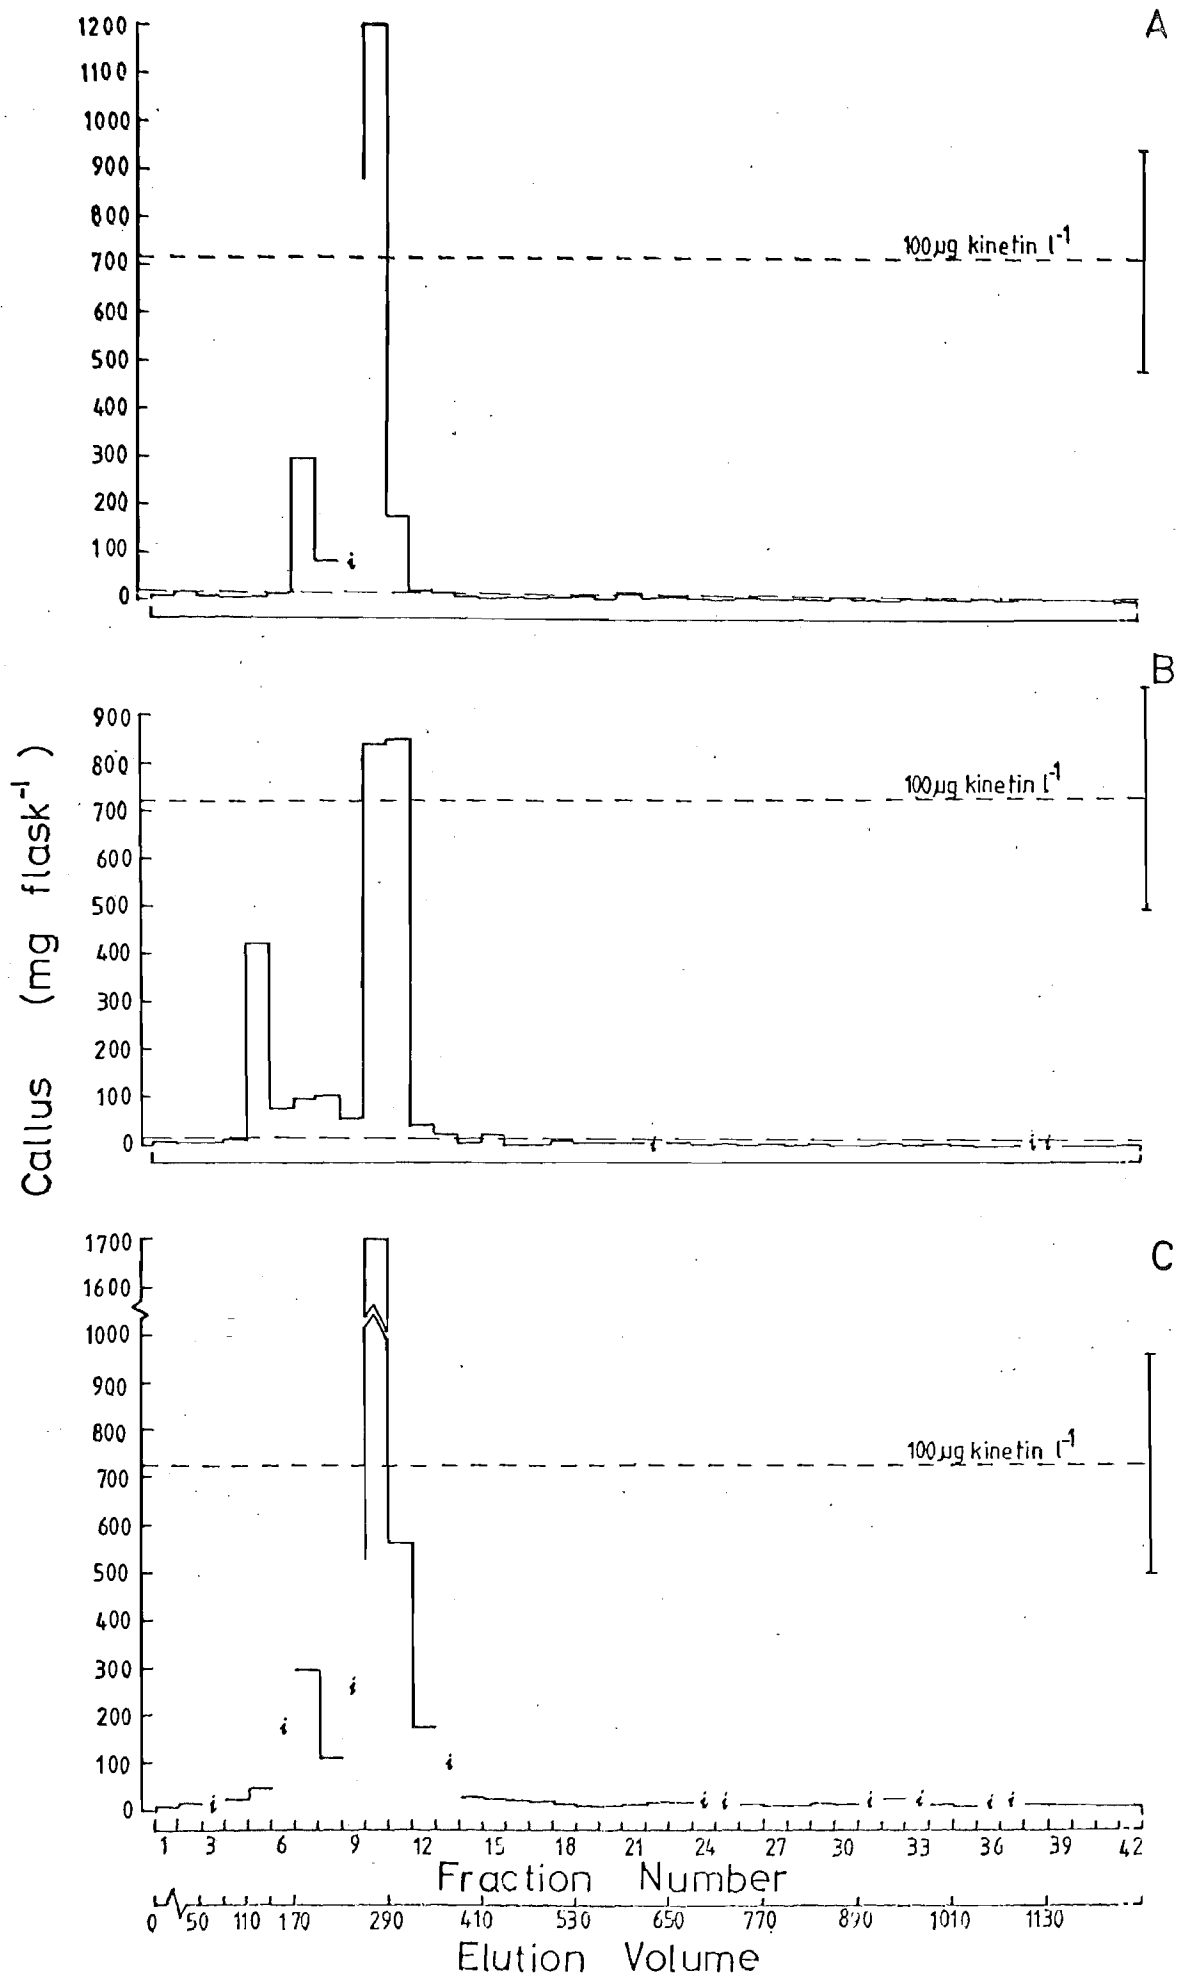 A
1200
1100
1000
900
800
700
600
500
400
300
200
100
0
100µg kinetin l⁻¹
i
B
900
800
700
600
500
400
300
200
100
0
100µg kinetin l⁻¹
i i i
Callus (mg flask⁻¹)
C
1700
1600
1000
900
800
700
600
500
400
300
200
100
0
100µg kinetin l⁻¹
i i i i i i i i i i
1 3 6 9 12 15 18 21 24 27 30 33 36 39 42
Fraction Number
0 50 110 170 290 410 530 650 770 890 1010 1130
Elution Volume